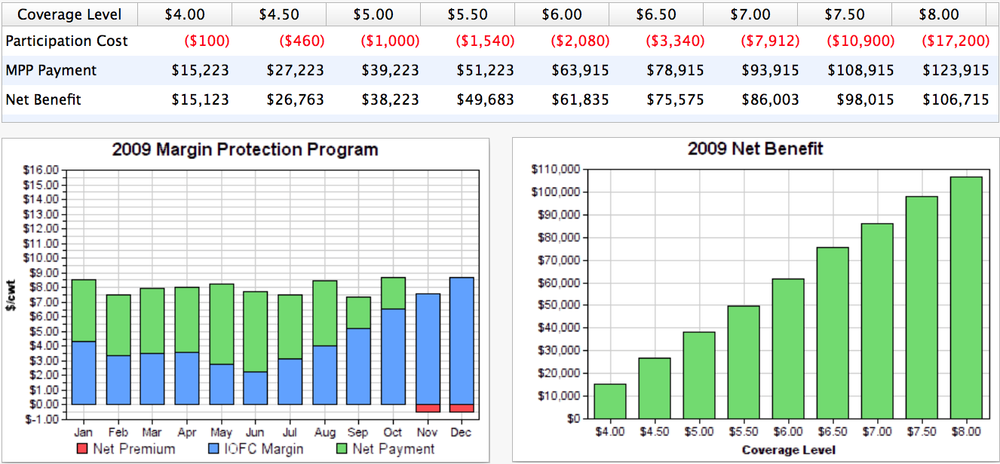 Coverage Level $4.00 $4.50 $5.00 $5.50 $6.00 $6.50 $7.00 $7.50 $8.00
Participation Cost ($100) ($460) ($1,000) ($1,540) ($2,080) ($3,340) ($7,912) ($10,900) ($17,200)
MPP Payment $15,223 $27,223 $39,223 $51,223 $63,915 $78,915 $93,915 $108,915 $123,915
Net Benefit $15,123 $26,763 $38,223 $49,683 $61,835 $75,575 $86,003 $98,015 $106,715
2009 Margin Protection Program
$16.00
$15.00
$14.00
$13.00
$12.00
$11.00
$10.00
$9.00
$8.00
$7.00
$6.00
$5.00
$4.00
$3.00
$2.00
$1.00
$0.00
$-1.00
$/cwt
Jan Feb Mar Apr May Jun Jul Aug Sep Oct Nov Dec
Net Premium IOFC Margin Net Payment
2009 Net Benefit
$110,000
$100,000
$90,000
$80,000
$70,000
$60,000
$50,000
$40,000
$30,000
$20,000
$10,000
$0
$4.00 $4.50 $5.00 $5.50 $6.00 $6.50 $7.00 $7.50 $8.00
Coverage Level